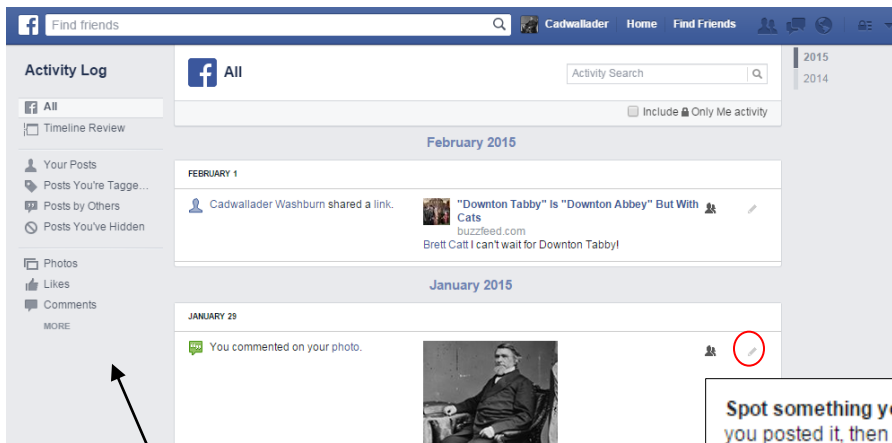 Find friends
Cadwallader Home Find Friends
Activity Log
All
Timeline Review
Your Posts
Posts You're Tagge...
Posts by Others
Posts You've Hidden
Photos
Likes
Comments
MORE
All
Activity Search
Include Only Me activity
February 2015
FEBRUARY 1
Cadwallader Washburn shared a link.
"Downton Tabby" Is "Downton Abbey" But With
Cats
buzzfeed.com
Brett Catt I can't wait for Downton Tabby!
January 2015
JANUARY 29
You commented on your photo.
2015
2014
Spot something yo
you posted it, then